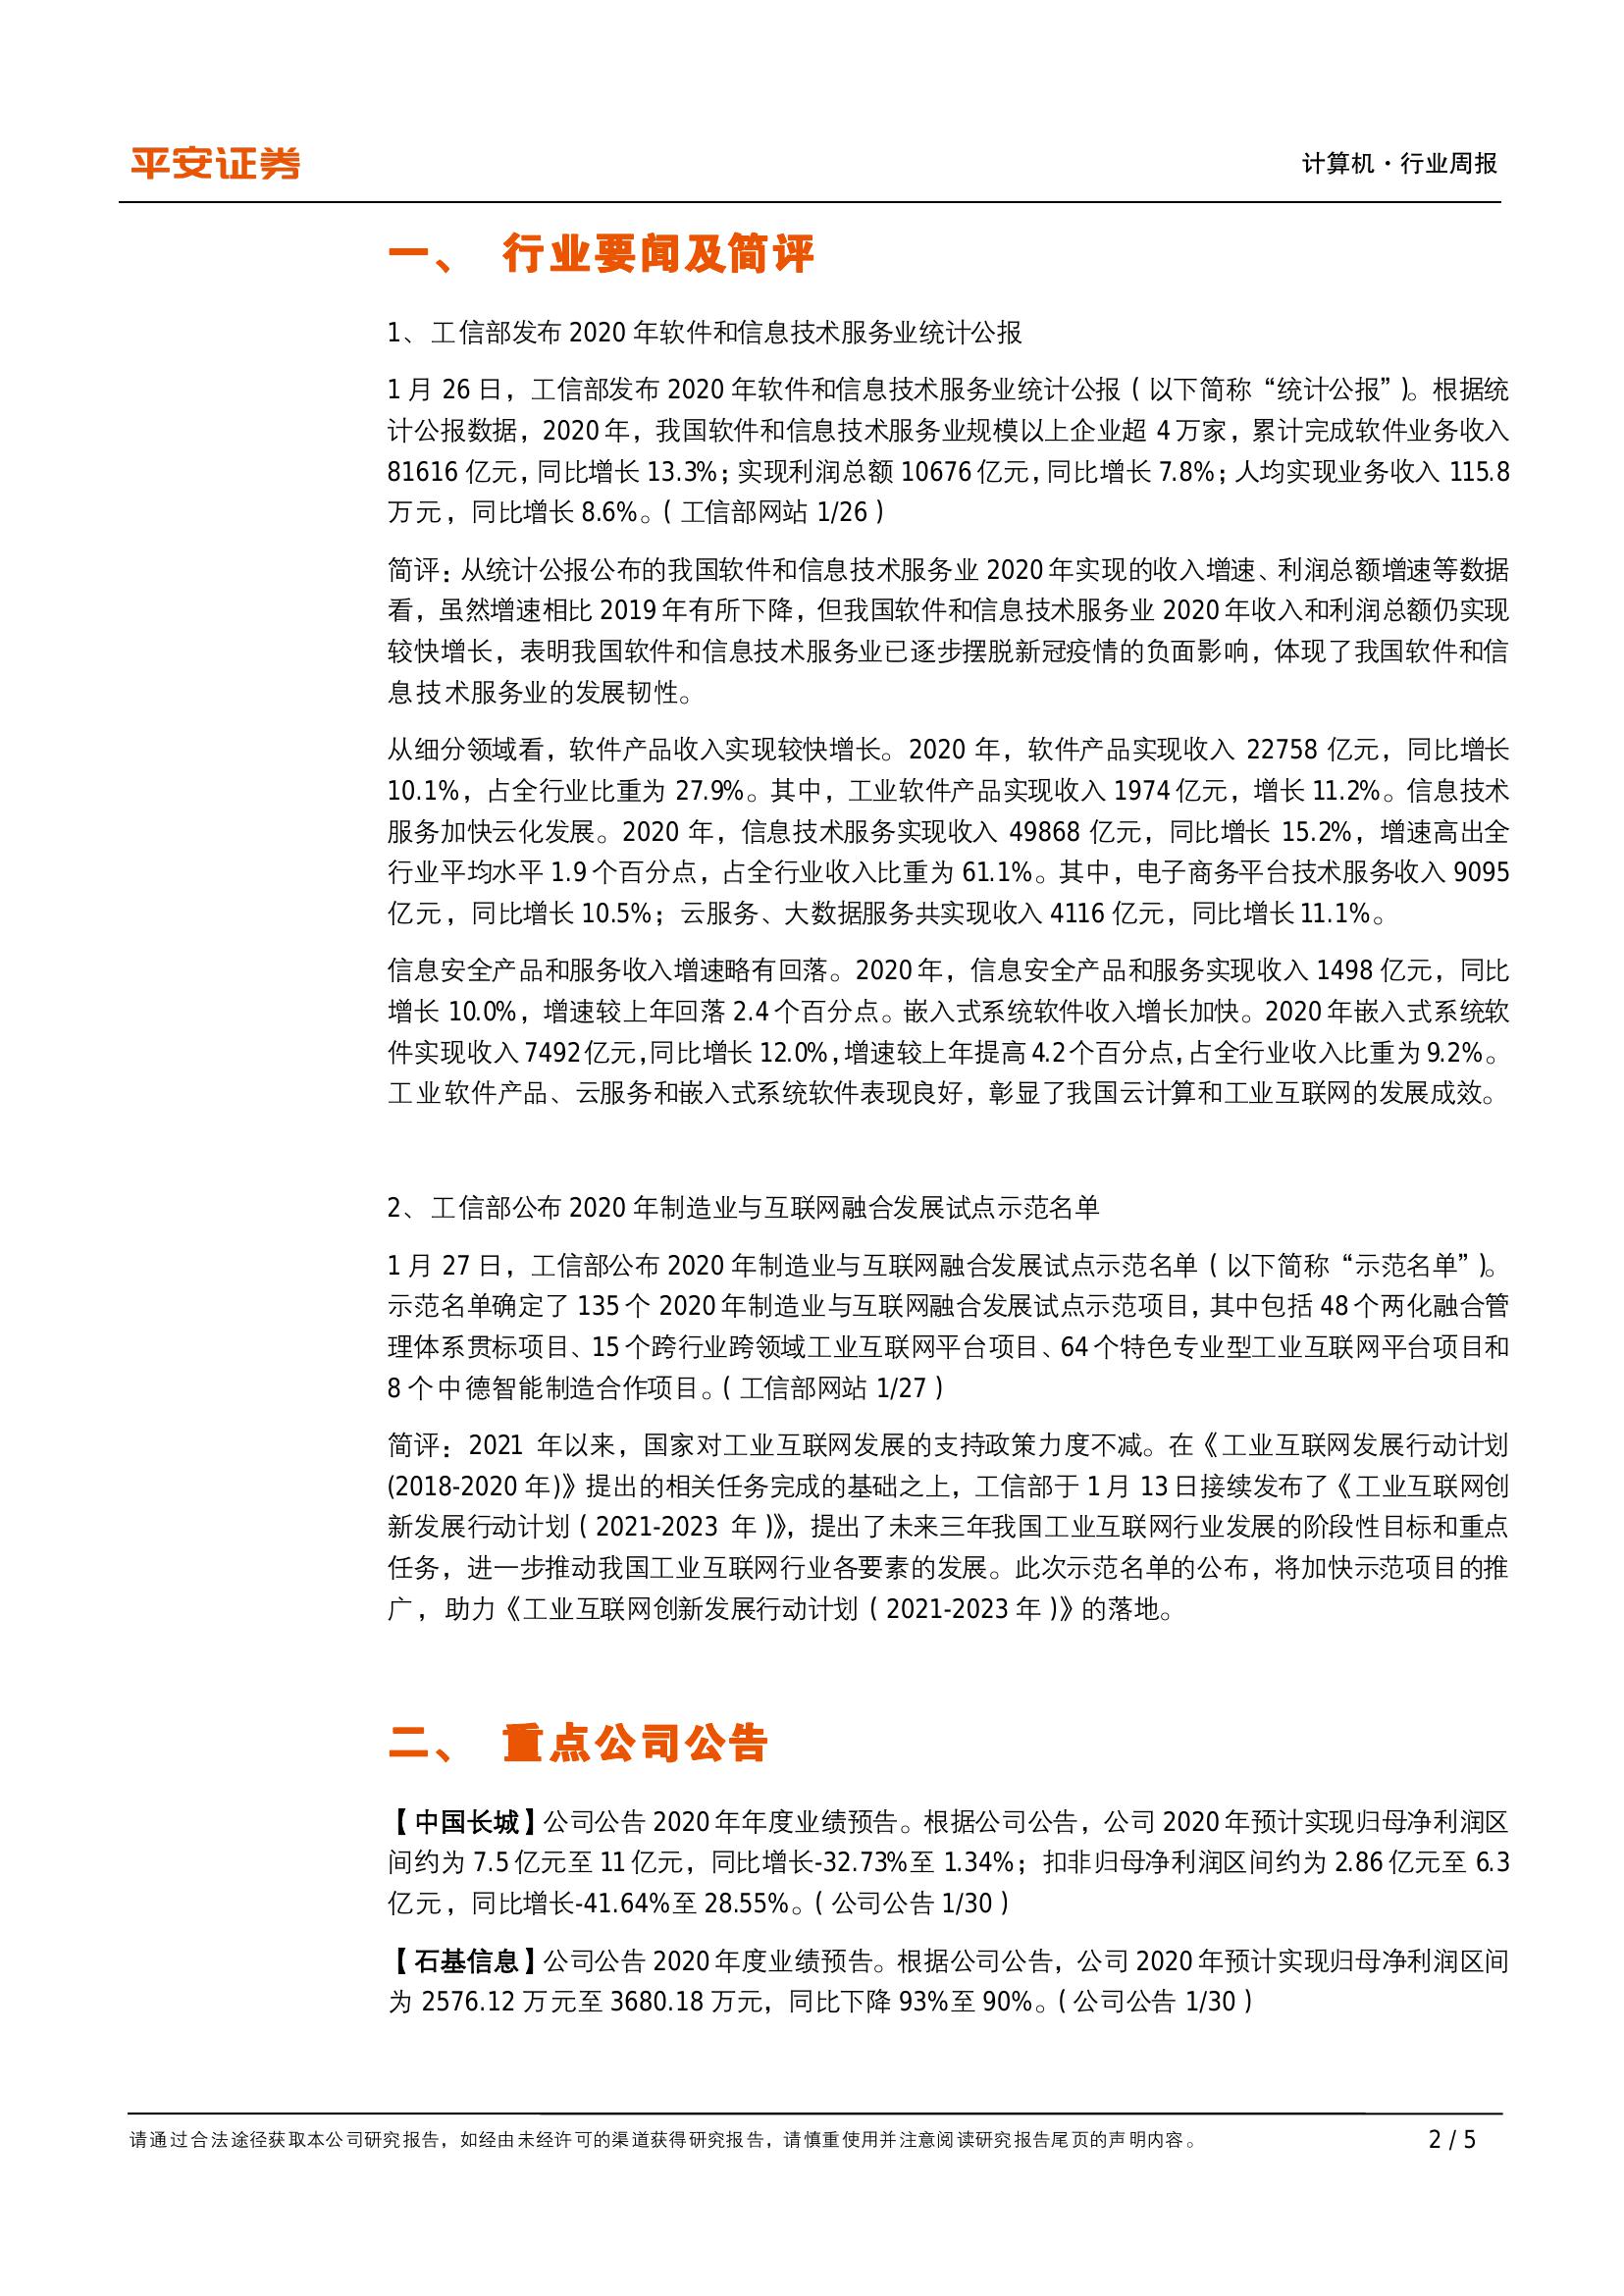 平安证券
计算机·行业周报
一、 行业要闻及简评
1、 工信部发布 2020 年软件和信息技术服务业统计公报
1 月 26 日，工信部发布 2020 年软件和信息技术服务业统计公报（以下简称“统计公报”）。根据统
计公报数据，2020 年，我国软件和信息技术服务业规模以上企业超 4 万家，累计完成软件业务收入
81616 亿元，同比增长 13.3%；实现利润总额 10676 亿元，同比增长 7.8%；人均实现业务收入 115.8
万元，同比增长 8.6%。（工信部网站 1/26）
简评：从统计公报公布的我国软件和信息技术服务业 2020 年实现的收入增速、利润总额增速等数据
看，虽然增速相比 2019 年有所下降，但我国软件和信息技术服务业 2020 年收入和利润总额仍实现
较快增长，表明我国软件和信息技术服务业已逐步摆脱新冠疫情的负面影响，体现了我国软件和信
息技术服务业的发展韧性。
从细分领域看，软件产品收入实现较快增长。2020 年，软件产品实现收入 22758 亿元，同比增长
10.1%，占全行业比重为 27.9%。其中，工业软件产品实现收入 1974 亿元，增长 11.2%。信息技术
服务加快云化发展。2020 年，信息技术服务实现收入 49868 亿元，同比增长 15.2%，增速高出全
行业平均水平 1.9 个百分点，占全行业收入比重为 61.1%。其中，电子商务平台技术服务收入 9095
亿元，同比增长 10.5%；云服务、大数据服务共实现收入 4116 亿元，同比增长 11.1%。
信息安全产品和服务收入增速略有回落。2020 年，信息安全产品和服务实现收入 1498 亿元，同比
增长 10.0%，增速较上年回落 2.4 个百分点。嵌入式系统软件收入增长加快。2020 年嵌入式系统软
件实现收入 7492 亿元，同比增长 12.0%，增速较上年提高 4.2 个百分点，占全行业收入比重为 9.2%。
工业软件产品、云服务和嵌入式系统软件表现良好，彰显了我国云计算和工业互联网的发展成效。
2、 工信部公布 2020 年制造业与互联网融合发展试点示范名单
1 月 27 日，工信部公布 2020 年制造业与互联网融合发展试点示范名单（以下简称“示范名单”）。
示范名单确定了 135 个 2020 年制造业与互联网融合发展试点示范项目，其中包括 48 个两化融合管
理体系贯标项目、15 个跨行业跨领域工业互联网平台项目、64 个特色专业型工业互联网平台项目和
8 个中德智能制造合作项目。（工信部网站 1/27）
简评：2021 年以来，国家对工业互联网发展的支持政策力度不减。在《工业互联网发展行动计划
(2018-2020 年)》提出的相关任务完成的基础之上，工信部于 1 月 13 日接续发布了《工业互联网创
新发展行动计划（2021-2023 年）》，提出了未来三年我国工业互联网行业发展的阶段性目标和重点
任务，进一步推动我国工业互联网行业各要素的发展。此次示范名单的公布，将加快示范项目的推
广，助力《工业互联网创新发展行动计划（2021-2023 年）》的落地。
二、 重点公司公告
【中国长城】公司公告 2020 年年度业绩预告。根据公司公告，公司 2020 年预计实现归母净利润区
间约为 7.5 亿元至 11 亿元，同比增长-32.73%至 1.34%；扣非归母净利润区间约为 2.86 亿元至 6.3
亿元，同比增长-41.64%至 28.55%。（公司公告 1/30）
【石基信息】公司公告 2020 年度业绩预告。根据公司公告，公司 2020 年预计实现归母净利润区间
为 2576.12 万元至 3680.18 万元，同比下降 93%至 90%。（公司公告 1/30）
请通过合法途径获取本公司研究报告，如经由未经许可的渠道获得研究报告，请慎重使用并注意阅读研究报告尾页的声明内容。
2 / 5